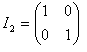 I₂ = (1 0
0 1)